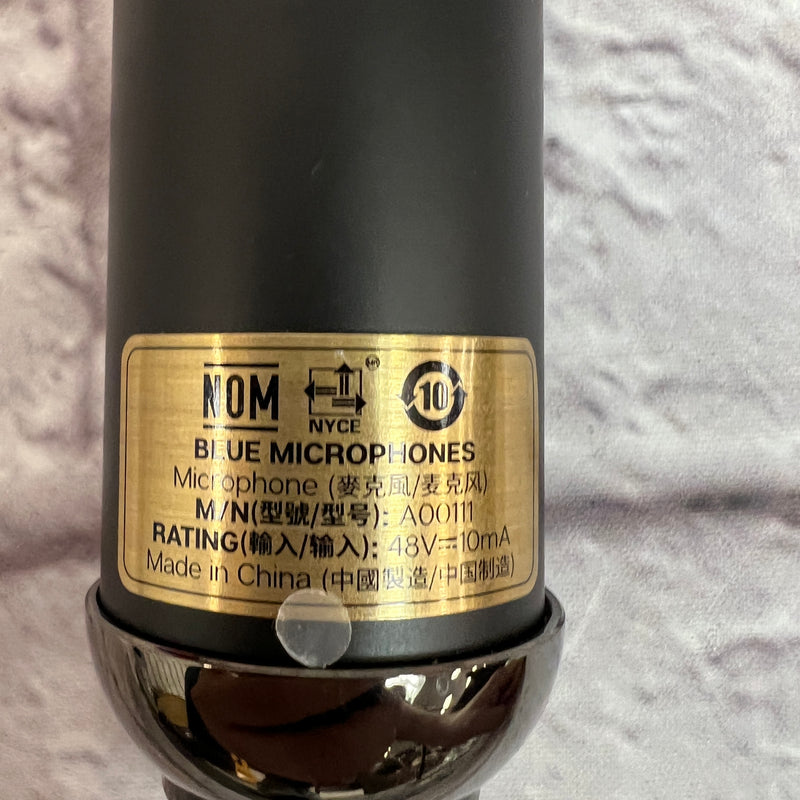 NOM
NYCE
10
BLUE MICROPHONES
Microphone (麥克風/麦克风)
M/N(型號/型号): A00111
RATING(輸入/输入): 48V⎓10mA
Made in China (中國製造/中国制造)